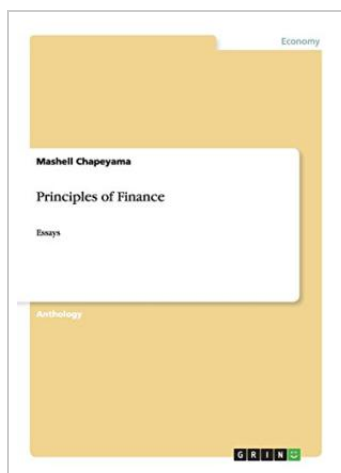 Economy
Mashell Chapeyama
Principles of Finance
Essays
Anthology
GRIN